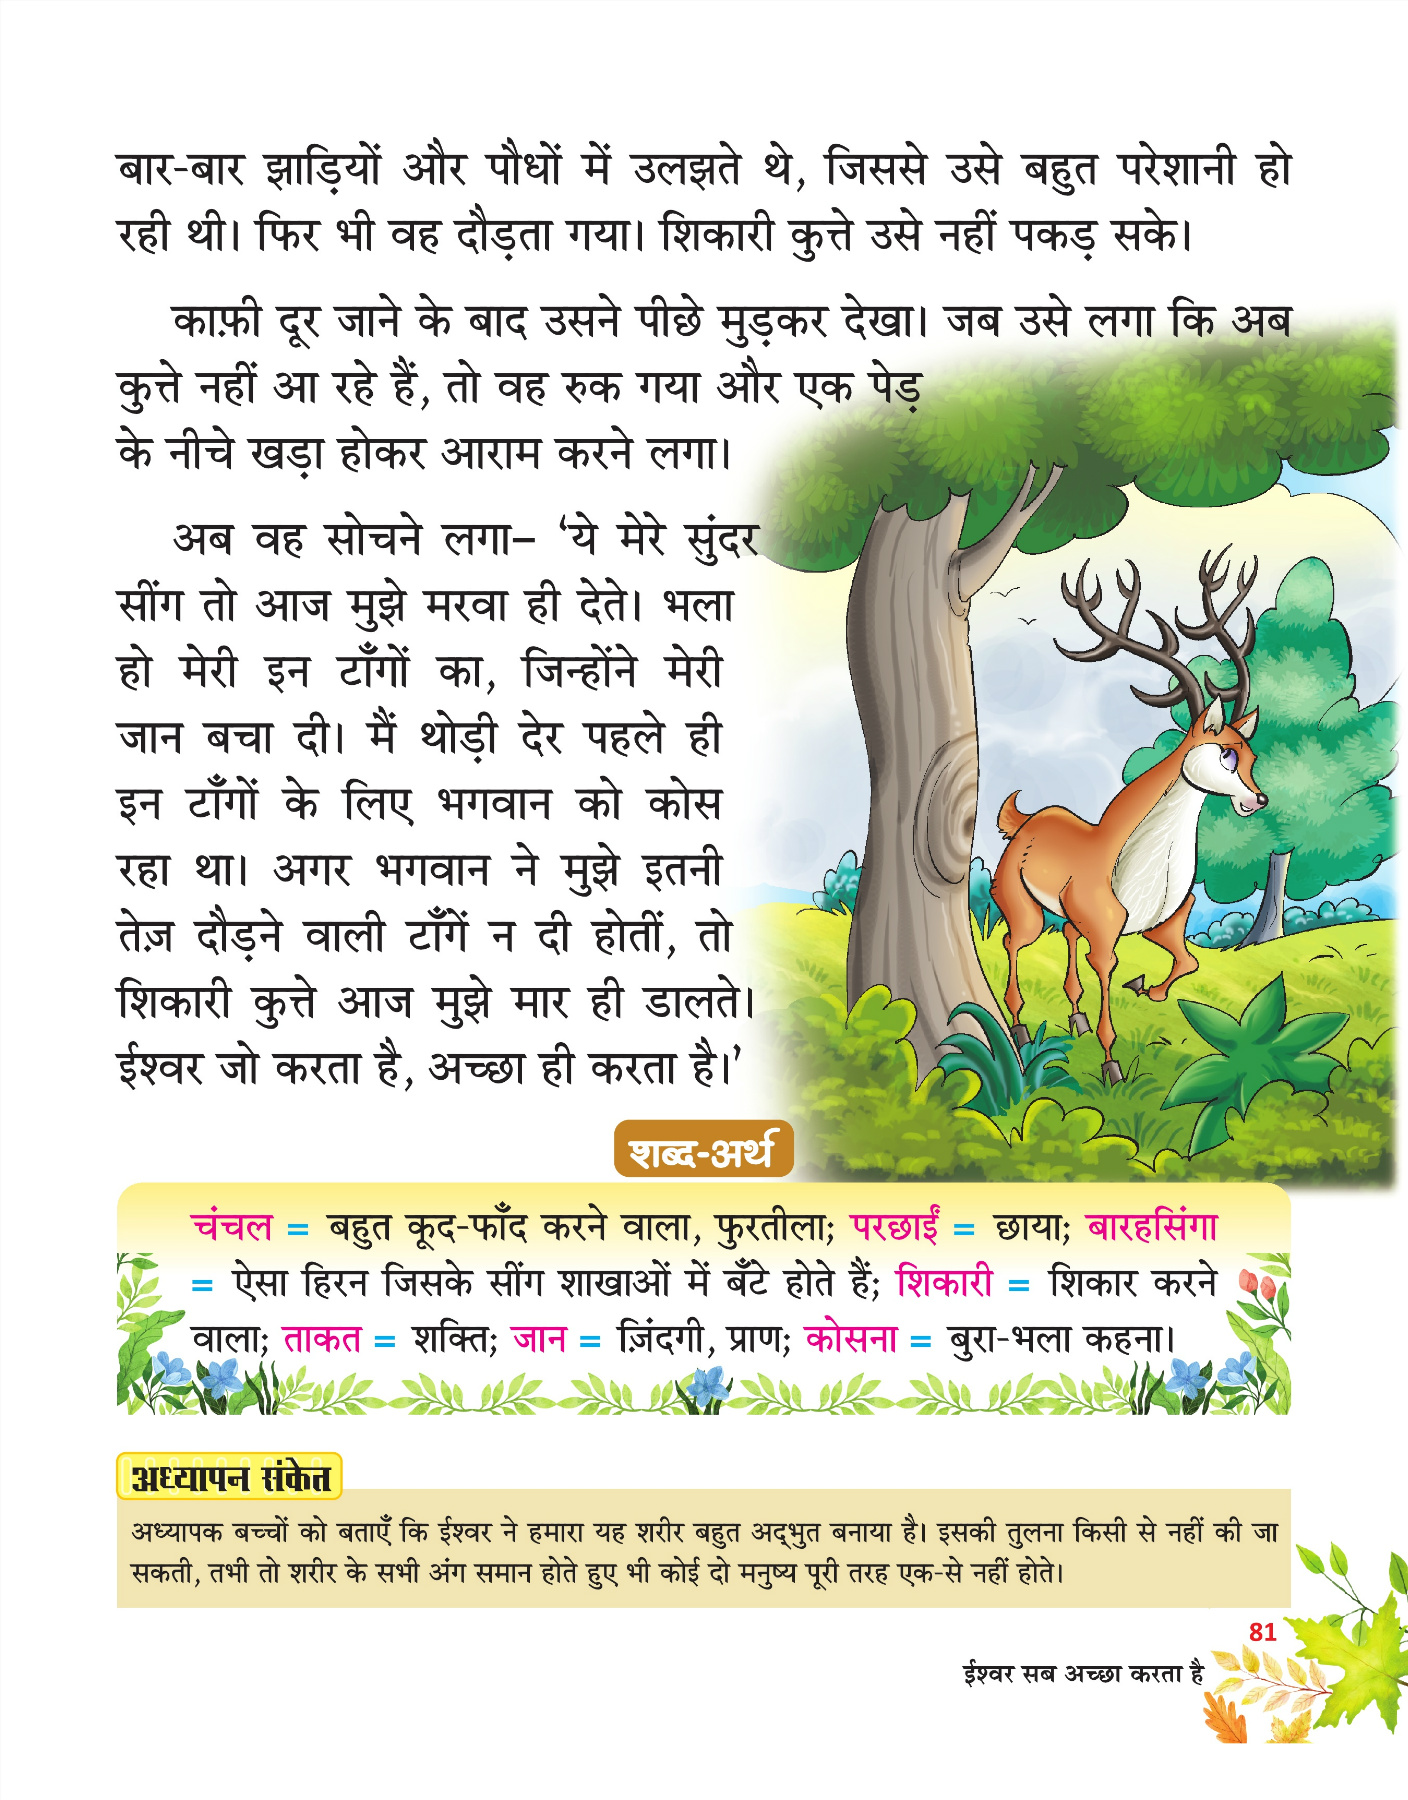 बार-बार झाड़ियों और पौधों में उलझते थे, जिससे उसे बहुत परेशानी हो
रही थी। फिर भी वह दौड़ता गया। शिकारी कुत्ते उसे नहीं पकड़ सके।
काफ़ी दूर जाने के बाद उसने पीछे मुड़कर देखा। जब उसे लगा कि अब
कुत्ते नहीं आ रहे हैं, तो वह रुक गया और एक पेड़
के नीचे खड़ा होकर आराम करने लगा।
अब वह सोचने लगा– ‘ये मेरे सुंदर
सींग तो आज मुझे मरवा ही देते। भला
हो मेरी इन टाँगों का, जिन्होंने मेरी
जान बचा दी। मैं थोड़ी देर पहले ही
इन टाँगों के लिए भगवान को कोस
रहा था। अगर भगवान ने मुझे इतनी
तेज़ दौड़ने वाली टाँगें न दी होतीं, तो
शिकारी कुत्ते आज मुझे मार ही डालते।
ईश्वर जो करता है, अच्छा ही करता है।’
शब्द-अर्थ
चंचल = बहुत कूद-फाँद करने वाला, फुरतीला; परछाईं = छाया; बारहसिंगा
= ऐसा हिरन जिसके सींग शाखाओं में बँटे होते हैं; शिकारी = शिकार करने
वाला; ताकत = शक्ति; जान = ज़िंदगी, प्राण; कोसना = बुरा-भला कहना।
अध्यापन संकेत
अध्यापक बच्चों को बताएँ कि ईश्वर ने हमारा यह शरीर बहुत अद्‌भुत बनाया है। इसकी तुलना किसी से नहीं की जा
सकती, तभी तो शरीर के सभी अंग समान होते हुए भी कोई दो मनुष्य पूरी तरह एक-से नहीं होते।
81
ईश्वर सब अच्छा करता है